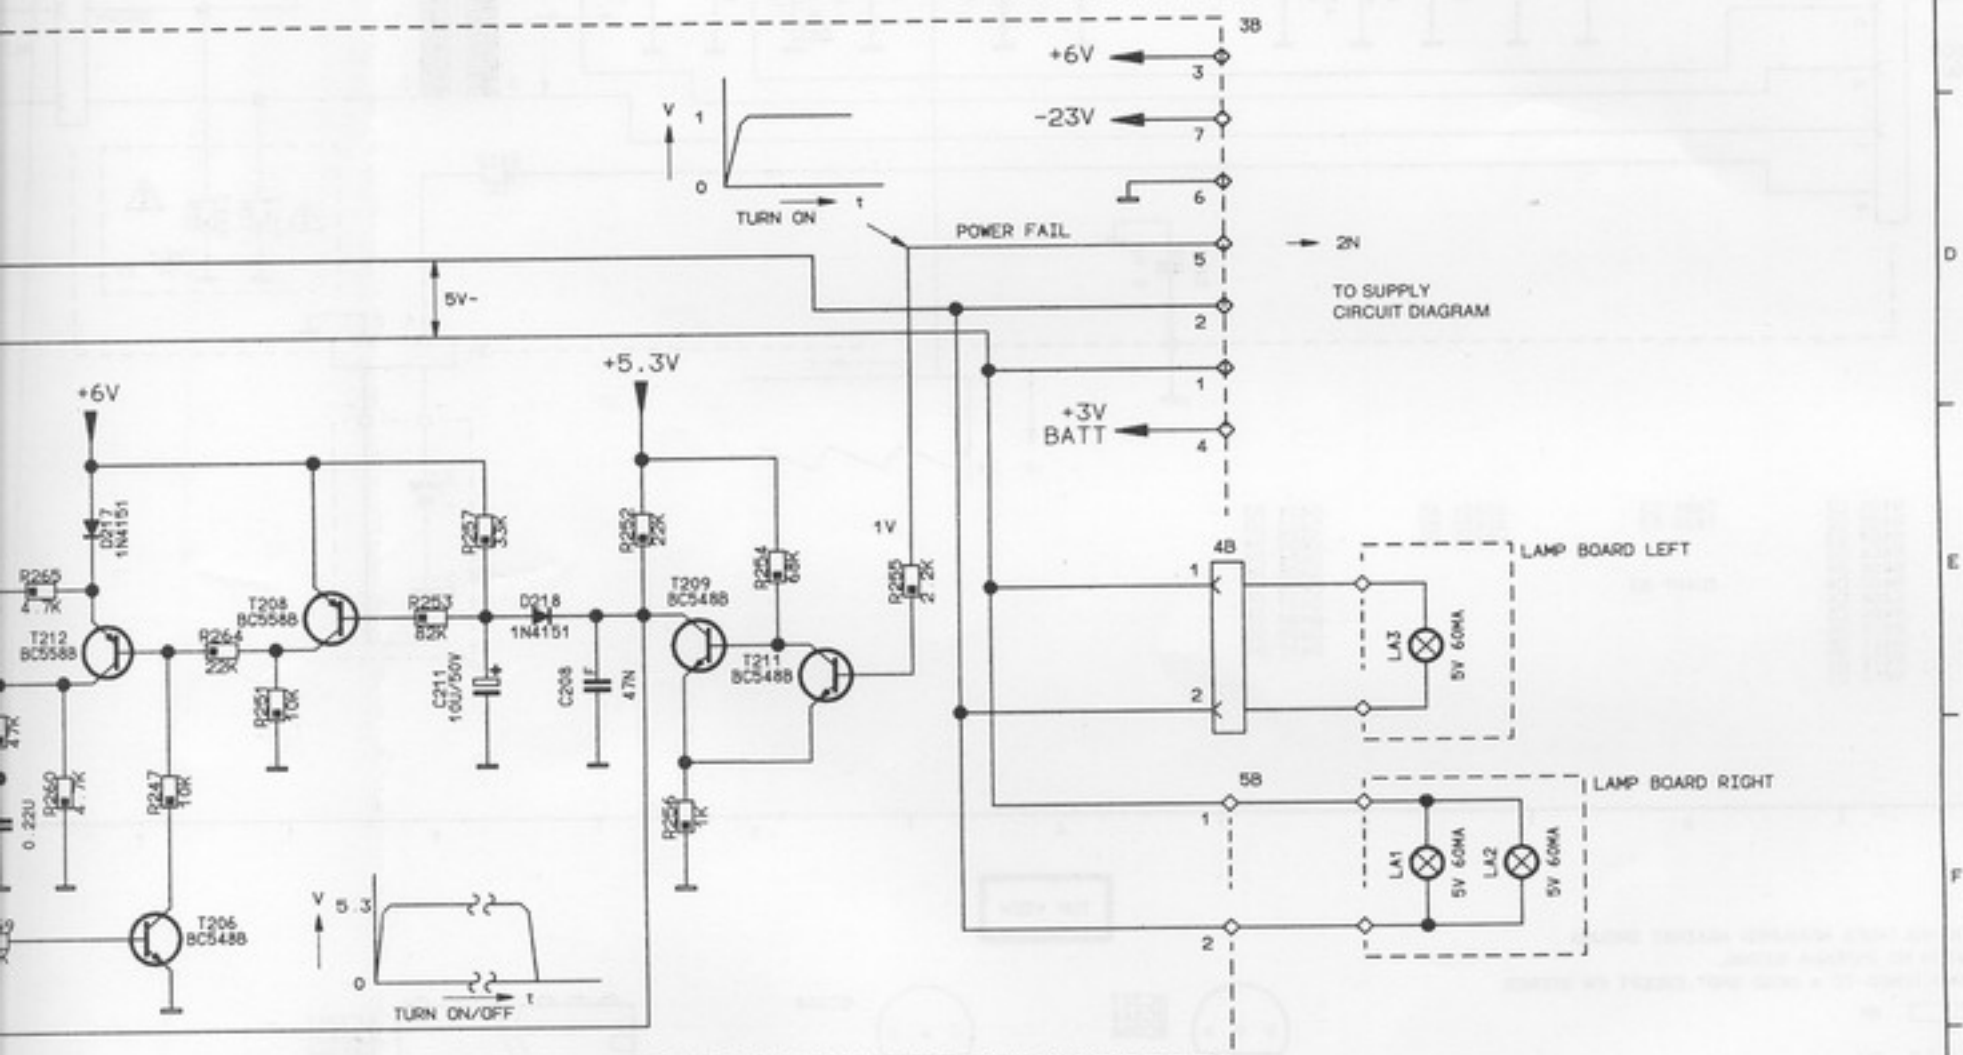 3B
+6V
3
V
1
0
TURN ON
t
-23V
7
6
POWER FAIL
5
2N
TO SUPPLY
CIRCUIT DIAGRAM
5V~
2
1
+3V
BATT
4
+6V
+5.3V
D217
1N4151
R257
33K
R252
22K
R254
68K
1V
R255
2.2K
R265
4.7K
T208
BC558B
R253
82K
D218
1N4151
T209
BC548B
T212
BC558B
R264
22K
T211
BC548B
R251
10K
C211
10U/50V
+
C208
47N
47K
R260
4.7K
R247
10K
0.22U
R256
1K
T206
BC548B
V
5.3
0
t
TURN ON/OFF
4B
1
2
LAMP BOARD LEFT
LA3
5V 60MA
5B
1
2
LAMP BOARD RIGHT
LA1
5V 60MA
LA2
5V 60MA
D
E
F